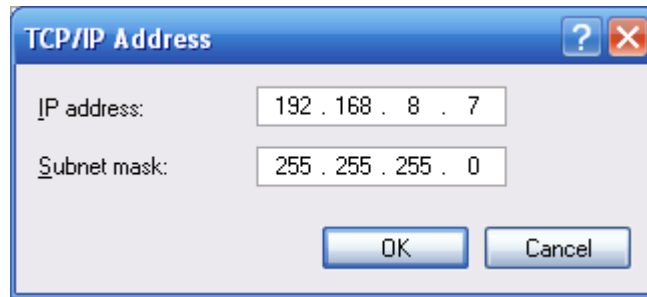 TCP/IP Address
?
IP address: 192 . 168 . 8 . 7
Subnet mask: 255 . 255 . 255 . 0
OK Cancel